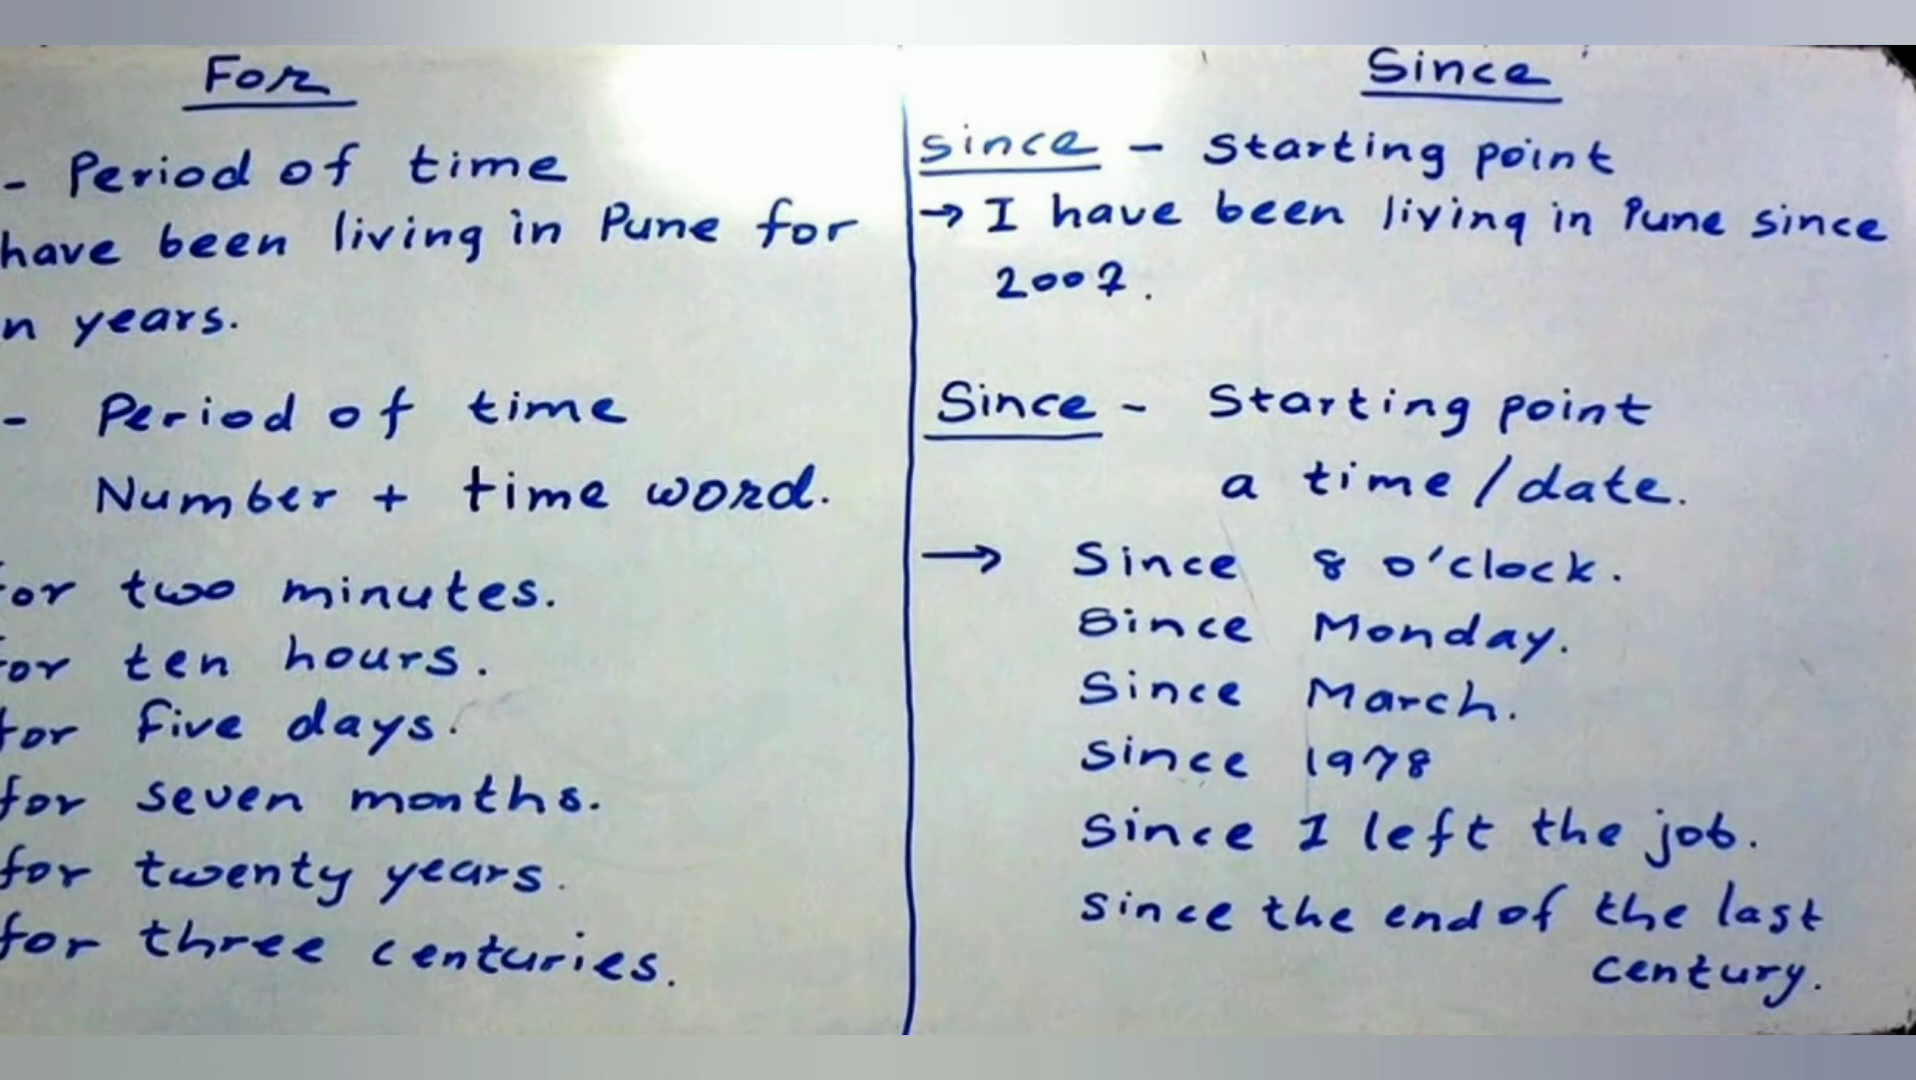 For
- Period of time
have been living in Pune for
n years.
- Period of time
Number + time word.
for two minutes.
for ten hours.
for five days.
for seven months.
for twenty years.
for three centuries.
Since
since - Starting point
→ I have been living in Pune since
2007.
Since - Starting point
a time / date.
→ Since 8 o'clock.
Since Monday.
Since March.
Since 1978
Since I left the job.
Since the end of the last
century.